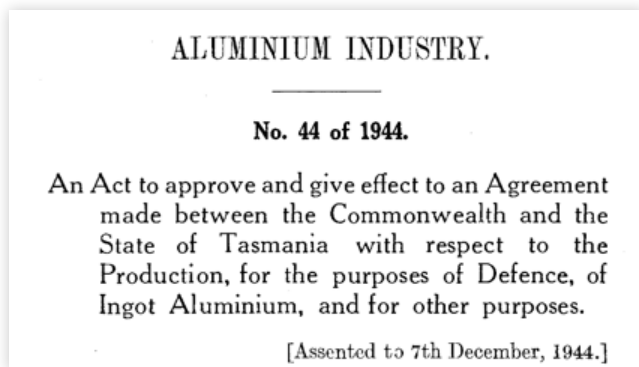 ALUMINIUM INDUSTRY.
No. 44 of 1944.
An Act to approve and give effect to an Agreement
made between the Commonwealth and the
State of Tasmania with respect to the
Production, for the purposes of Defence, of
Ingot Aluminium, and for other purposes.
[Assented to 7th December, 1944.]